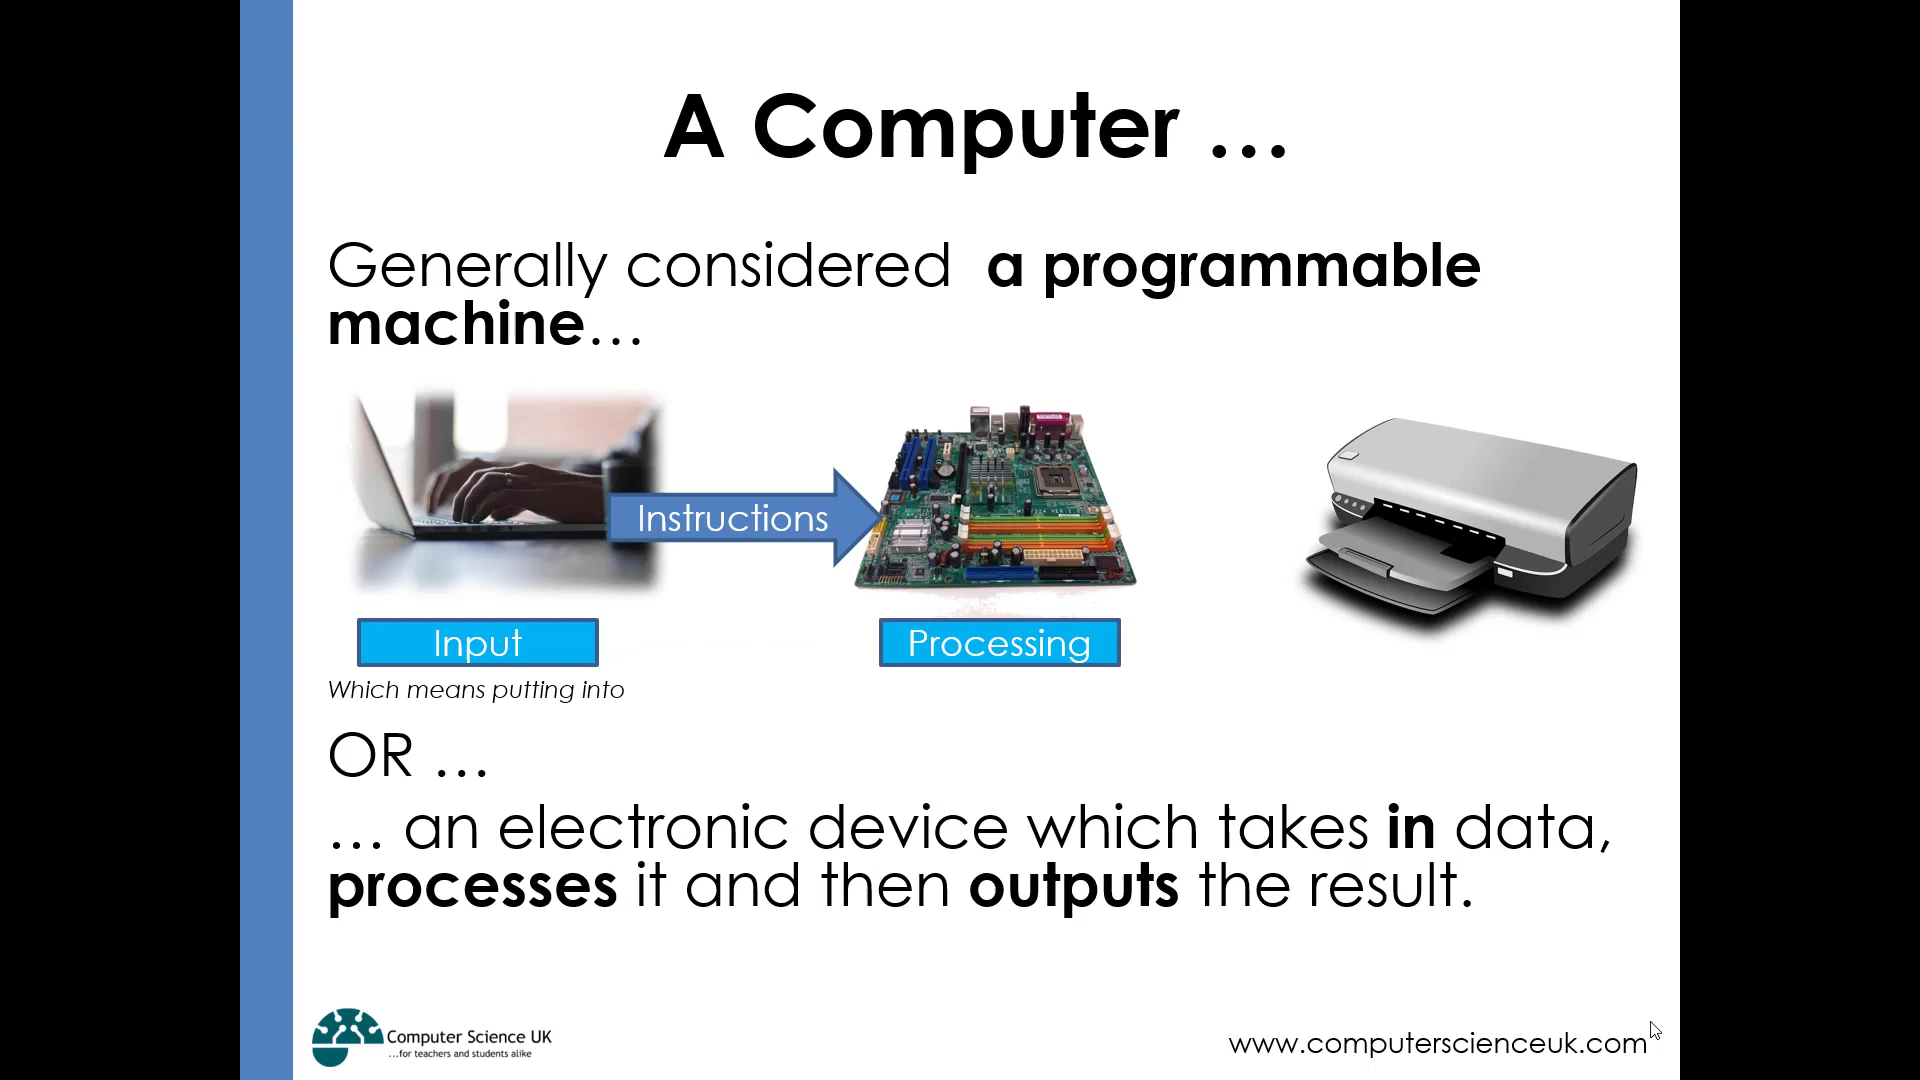 A Computer …
Generally considered  a programmable
machine…
Instructions
Input
Processing
Which means putting into
OR …
… an electronic device which takes in data,
processes it and then outputs the result.
Computer Science UK
...for teachers and students alike
www.computerscienceuk.com